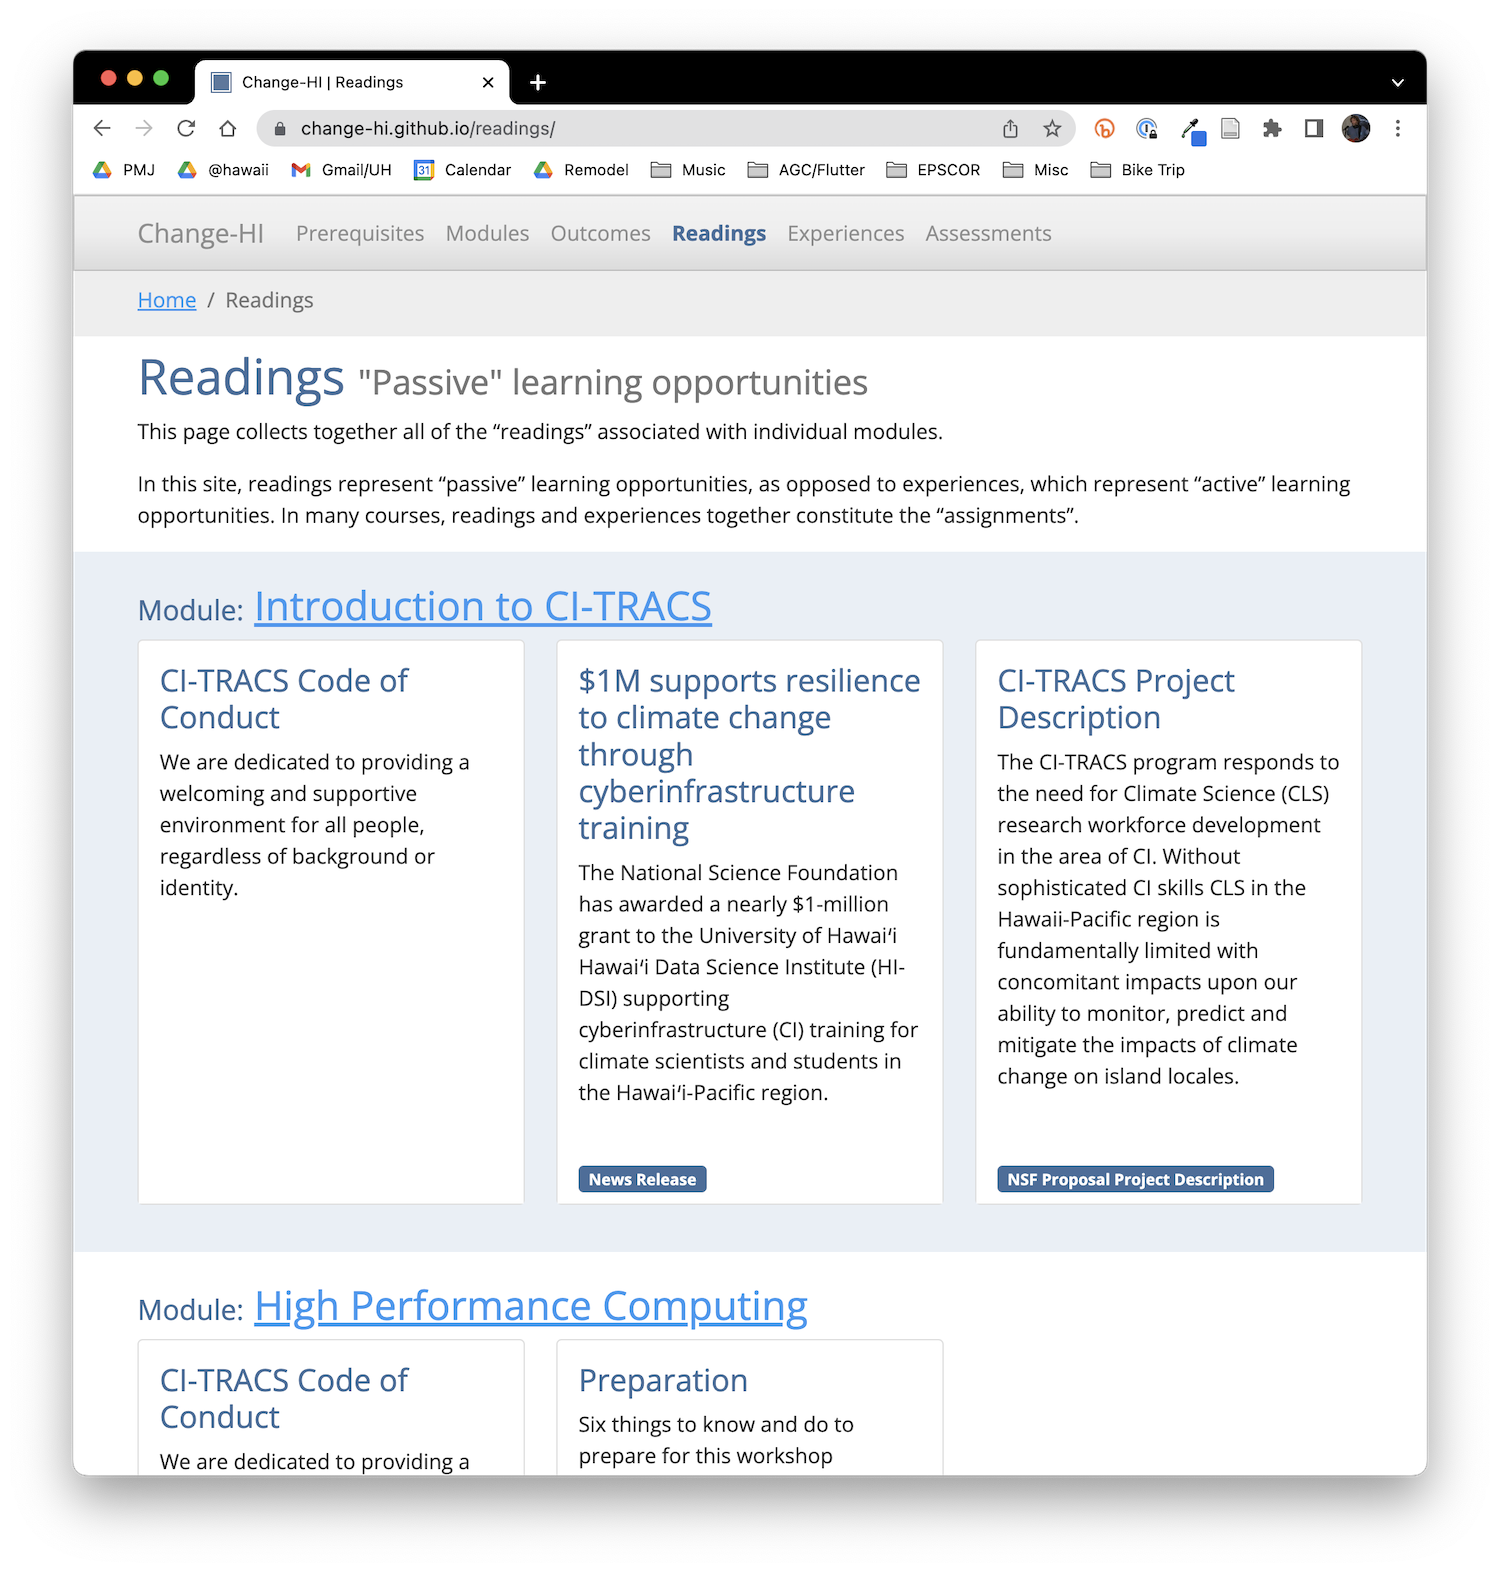 Change-HI | Readings
change-hi.github.io/readings/
PMJ @hawaii Gmail/UH 31 Calendar Remodel Music AGC/Flutter EPSCOR Misc Bike Trip
Change-HI Prerequisites Modules Outcomes Readings Experiences Assessments
Home / Readings
Readings "Passive" learning opportunities
This page collects together all of the “readings” associated with individual modules.
In this site, readings represent “passive” learning opportunities, as opposed to experiences, which represent “active” learning
opportunities. In many courses, readings and experiences together constitute the “assignments”.
Module: Introduction to CI-TRACS
CI-TRACS Code of
Conduct
We are dedicated to providing a
welcoming and supportive
environment for all people,
regardless of background or
identity.
$1M supports resilience
to climate change
through
cyberinfrastructure
training
The National Science Foundation
has awarded a nearly $1-million
grant to the University of Hawaiʻi
Hawaiʻi Data Science Institute (HI-
DSI) supporting
cyberinfrastructure (CI) training for
climate scientists and students in
the Hawaiʻi-Pacific region.
News Release
CI-TRACS Project
Description
The CI-TRACS program responds to
the need for Climate Science (CLS)
research workforce development
in the area of CI. Without
sophisticated CI skills CLS in the
Hawaii-Pacific region is
fundamentally limited with
concomitant impacts upon our
ability to monitor, predict and
mitigate the impacts of climate
change on island locales.
NSF Proposal Project Description
Module: High Performance Computing
CI-TRACS Code of
Conduct
We are dedicated to providing a
Preparation
Six things to know and do to
prepare for this workshop